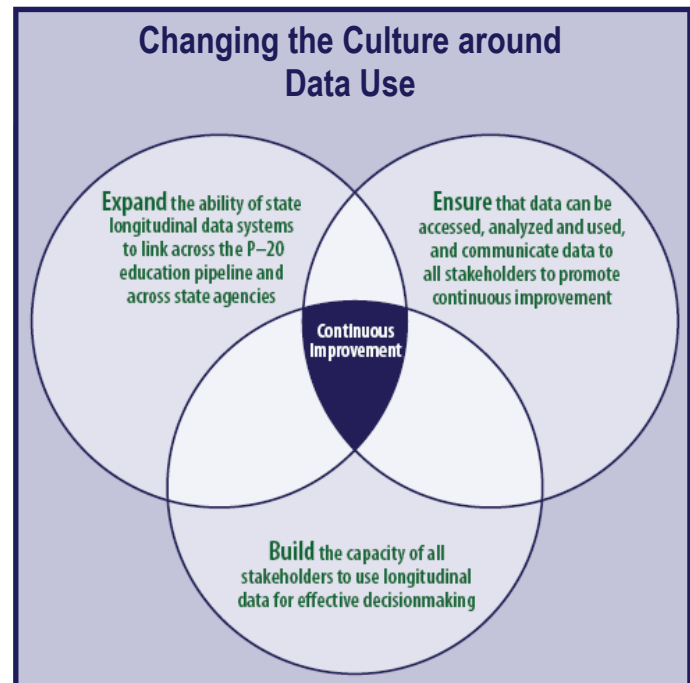 Changing the Culture around
Data Use
Expand the ability of state
longitudinal data systems
to link across the P–20
education pipeline and
across state agencies
Ensure that data can be
accessed, analyzed and used,
and communicate data to
all stakeholders to promote
continuous improvement
Continuous
Improvement
Build the capacity of all
stakeholders to use longitudinal
data for effective decisionmaking